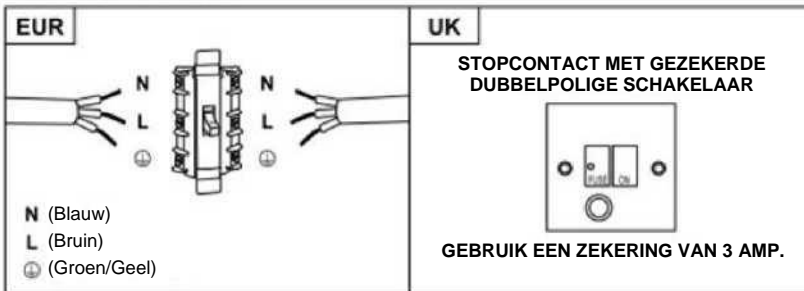 EUR
N
L
⏚
N
L
⏚
N (Blauw)
L (Bruin)
⏚ (Groen/Geel)
UK
STOPCONTACT MET GEZEKERDE
DUBBELPOLIGE SCHAKELAAR
FUSE ON
GEBRUIK EEN ZEKERING VAN 3 AMP.